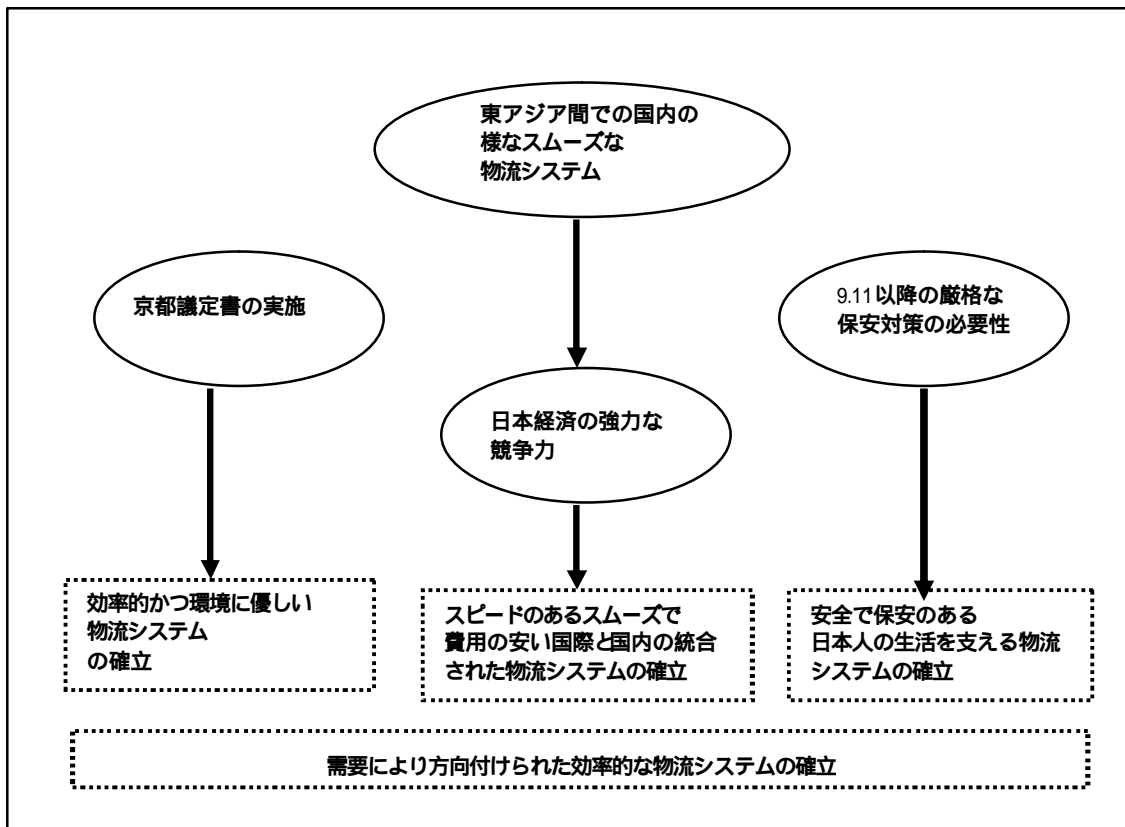 東アジア間での国内の
様なスムーズな
物流システム
京都議定書の実施
9.11以降の厳格な
保安対策の必要性
日本経済の強力な
競争力
効率的かつ環境に優しい
物流システム
の確立
スピードのあるスムーズで
費用の安い国際と国内の統合
された物流システムの確立
安全で保安のある
日本人の生活を支える物流
システムの確立
需要により方向付けられた効率的な物流システムの確立